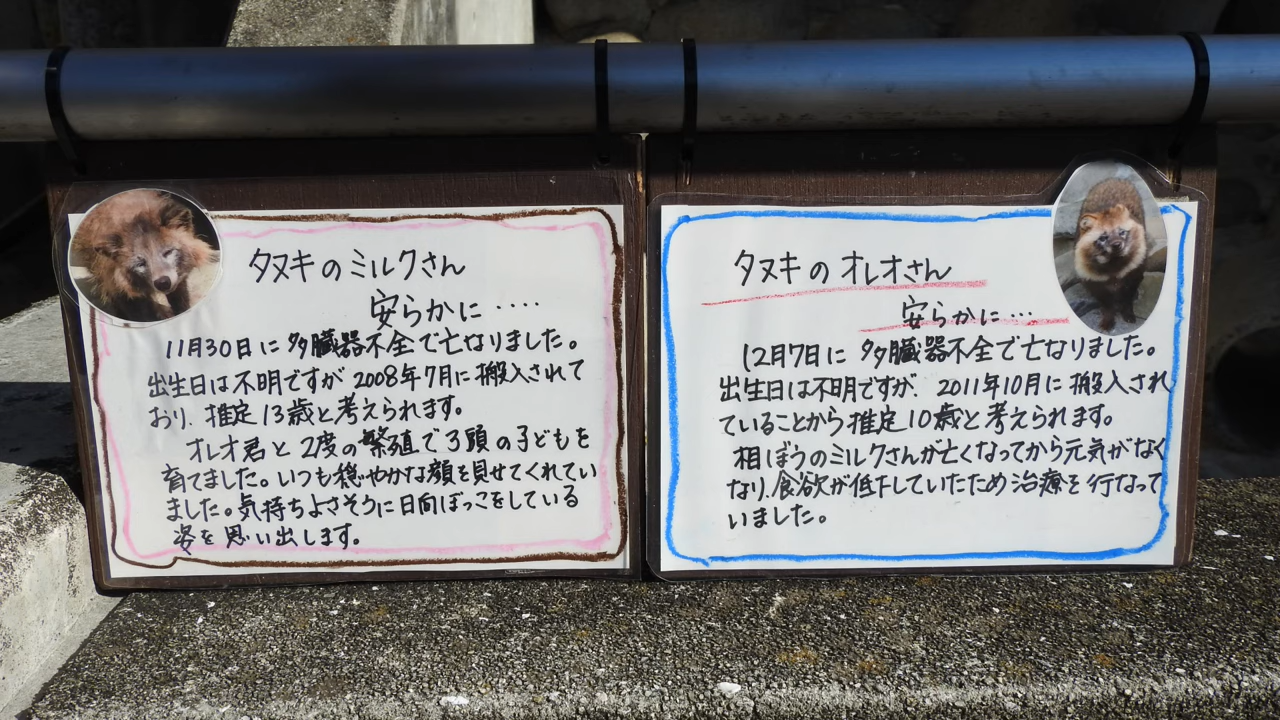 タヌキのミルクさん
安らかに‥‥
11月30日に多臓器不全で亡なりました。
出生日は不明ですが2008年7月に搬入されて
おり、推定13歳と考えられます。
オレオ君と2度の繁殖で3頭の子どもを
育てました。いつも穏やかな顔を見せてくれてい
ました。気持ちよさそうに日向ぼっこをしている
姿を思い出します。
タヌキのオレオさん
安らかに…
12月7日に多臓器不全で亡なりました。
出生日は不明ですが、2011年10月に搬入され
ていることから推定10歳と考えられます。
相ぼうのミルクさんが亡くなってから元気がなく
なり、食欲が低下していたため治療を行なって
いました。